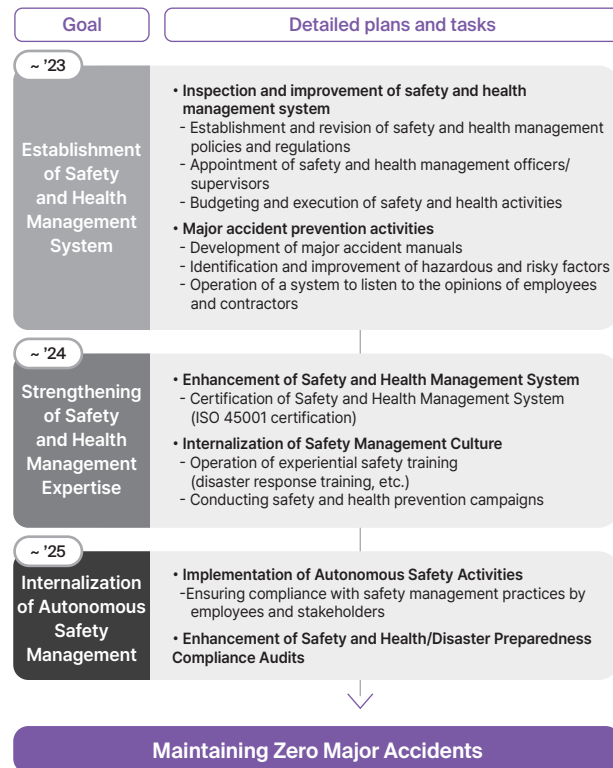 Goal
Detailed plans and tasks
~ ’23
Establishment
of Safety
and Health
Management
System
• Inspection and improvement of safety and health
management system
- Establishment and revision of safety and health management
policies and regulations
- Appointment of safety and health management officers/
supervisors
- Budgeting and execution of safety and health activities
• Major accident prevention activities
- Development of major accident manuals
- Identification and improvement of hazardous and risky factors
- Operation of a system to listen to the opinions of employees
and contractors
~ ’24
Strengthening
of Safety
and Health
Management
Expertise
• Enhancement of Safety and Health Management System
- Certification of Safety and Health Management System
(ISO 45001 certification)
• Internalization of Safety Management Culture
- Operation of experiential safety training
(disaster response training, etc.)
- Conducting safety and health prevention campaigns
~ ’25
Internalization
of Autonomous
Safety
Management
• Implementation of Autonomous Safety Activities
-Ensuring compliance with safety management practices by
employees and stakeholders
• Enhancement of Safety and Health/Disaster Preparedness
Compliance Audits
Maintaining Zero Major Accidents